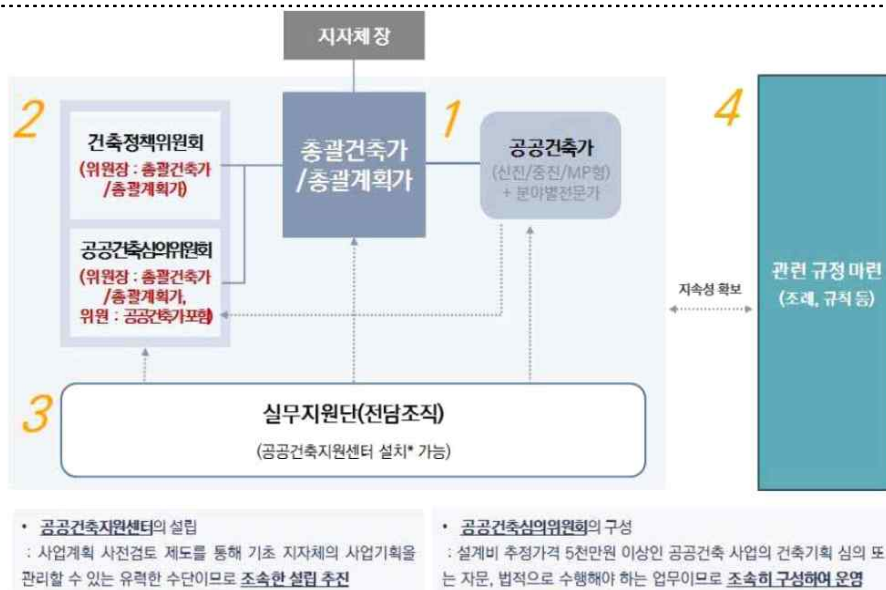 지자체 장
2
건축정책위원회
(위원장 : 총괄건축가
/총괄계획가)
총괄건축가
/총괄계획가
1
공공건축가
(신진/중진/MP형)
+ 분야별전문가
4
공공건축심의위원회
(위원장 : 총괄건축가
/총괄계획가,
위원 : 공공건축가포함)
지속성 확보
관련 규정 마련
(조례, 규칙 등)
3
실무지원단(전담조직)
(공공건축지원센터 설치* 가능)
• 공공건축지원센터의 설립
: 사업계획 사전검토 제도를 통해 기초 지자체의 사업기획을
관리할 수 있는 유력한 수단이므로 조속한 설립 추진
• 공공건축심의위원회의 구성
: 설계비 추정가격 5천만원 이상인 공공건축 사업의 건축기획 심의 또
는 자문, 법적으로 수행해야 하는 업무이므로 조속히 구성하여 운영